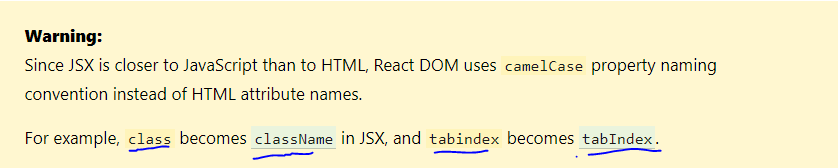 Warning:
Since JSX is closer to JavaScript than to HTML, React DOM uses camelCase property naming
convention instead of HTML attribute names.
For example, class becomes className in JSX, and tabindex becomes tabIndex.